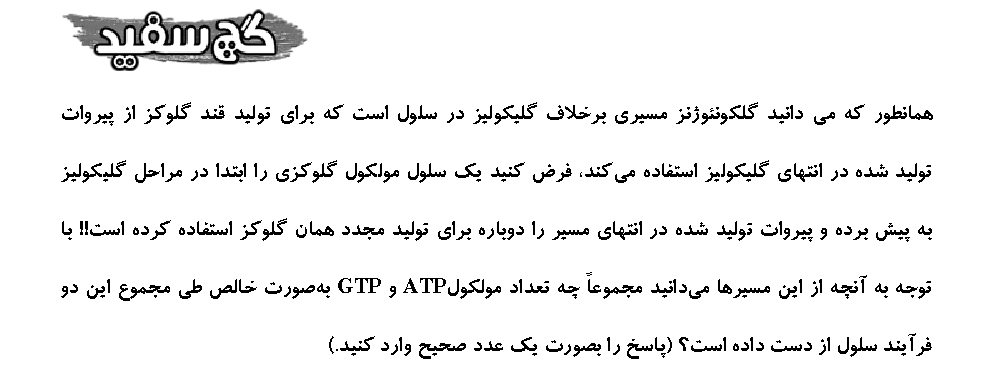 گچ سفید
همانطور که می دانید گلکونئوژنز مسیری برخلاف گلیکولیز در سلول است که برای تولید قند گلوکز از پیروات
تولید شده در انتهای گلیکولیز استفاده می‌کند، فرض کنید یک سلول مولکول گلوکزی را ابتدا در مراحل گلیکولیز
به پیش برده و پیروات تولید شده در انتهای مسیر را دوباره برای تولید مجدد همان گلوکز استفاده کرده است!! با
توجه به آنچه از این مسیرها می‌دانید مجموعاً چه تعداد مولکول ATP و GTP به‌صورت خالص طی مجموع این دو
فرآیند سلول از دست داده است؟ (پاسخ را بصورت یک عدد صحیح وارد کنید.)